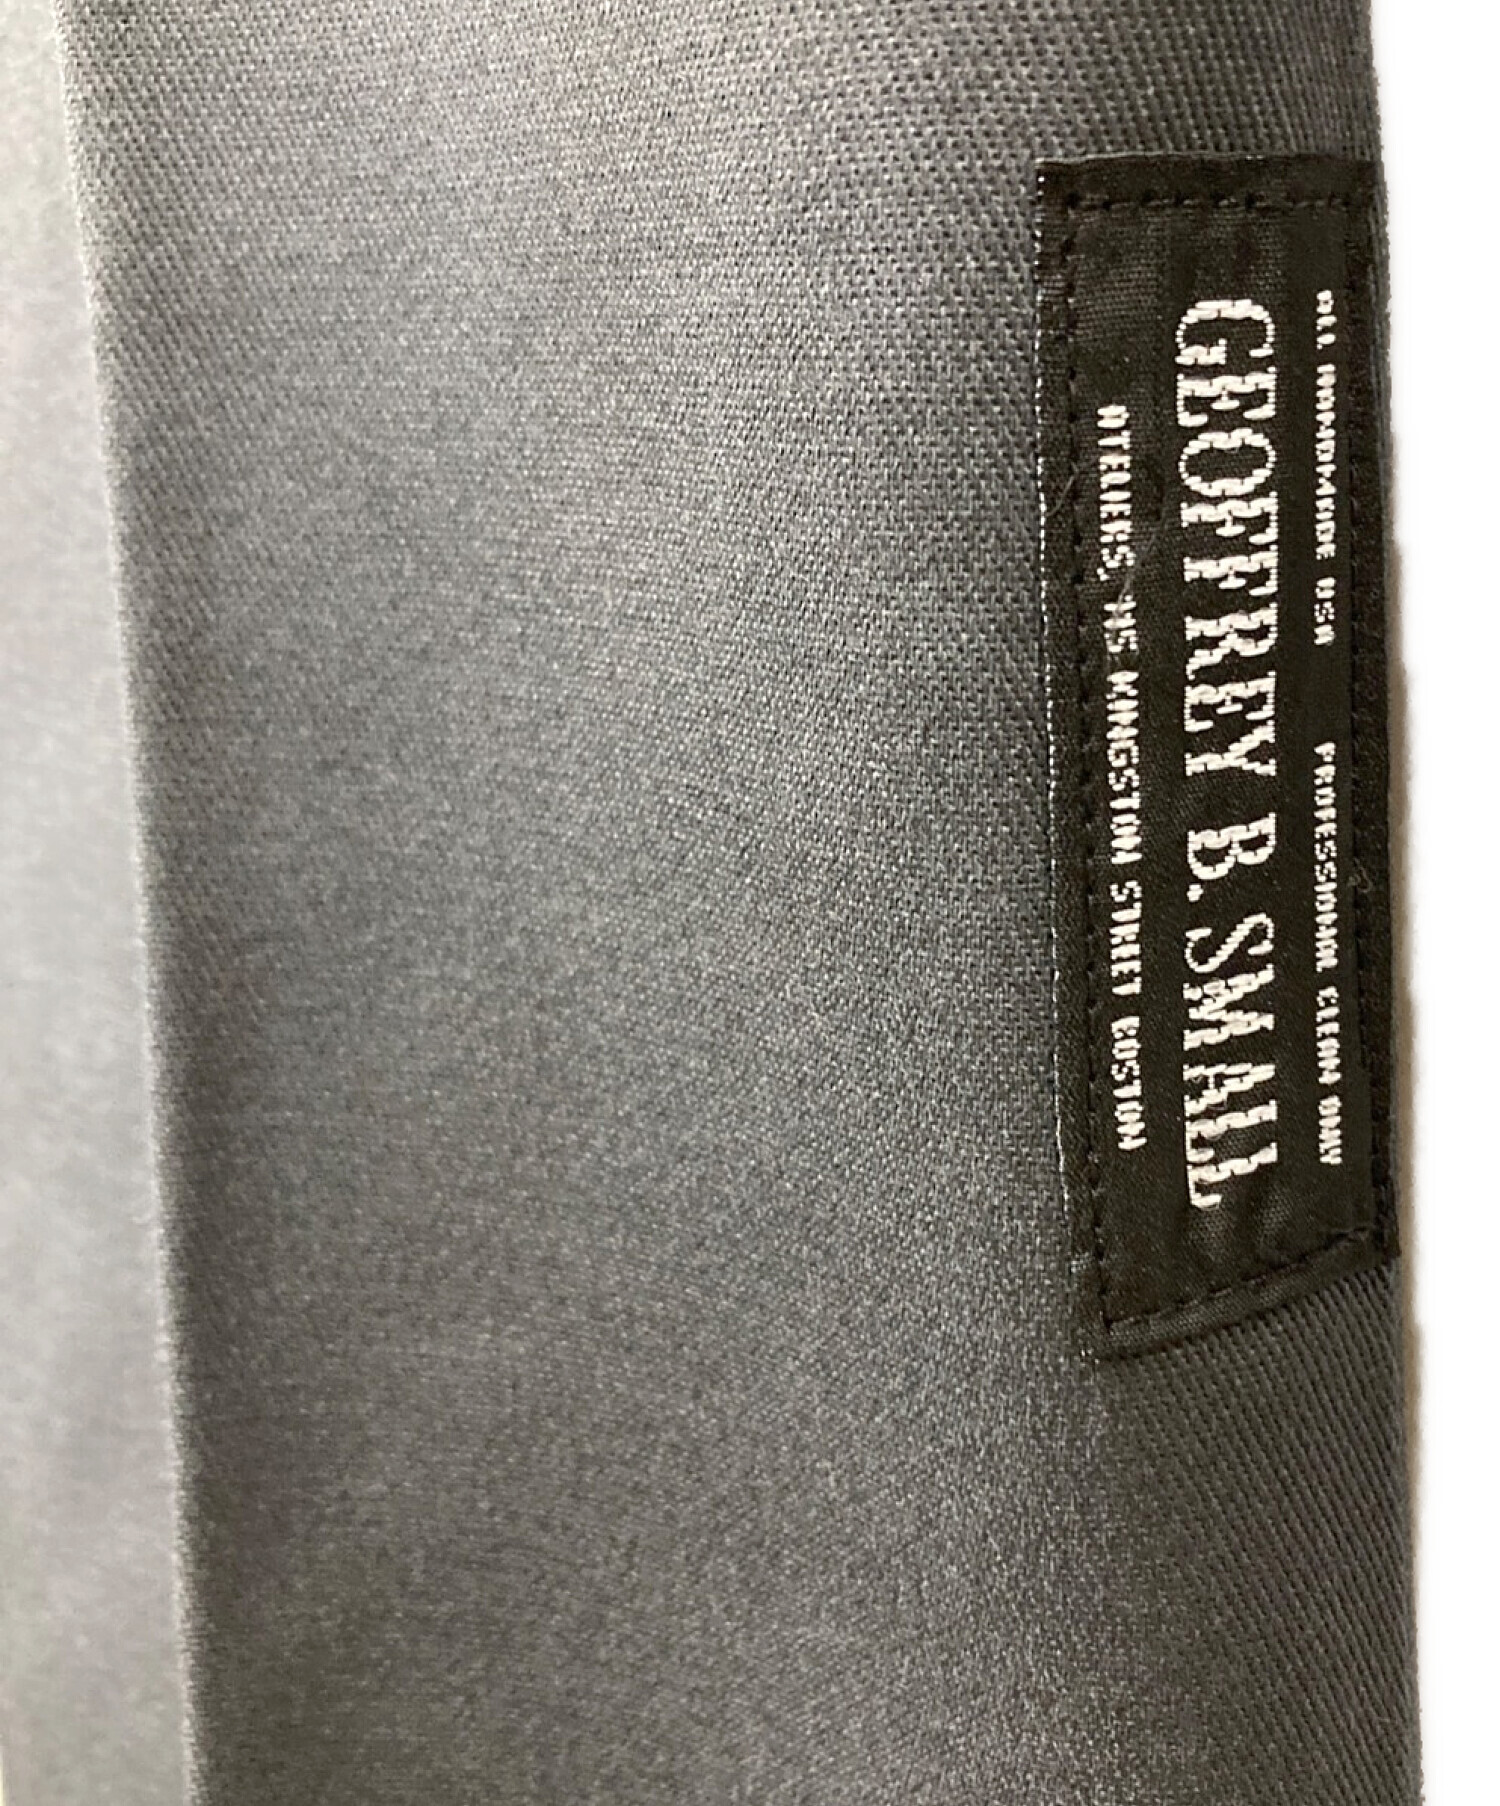 ALL HANDMADE USA PROFESSIONAL CLEAN ONLY
GEOFFREY B. SMALL
ATELIERS, 115 KINGSTON STREET BOSTON